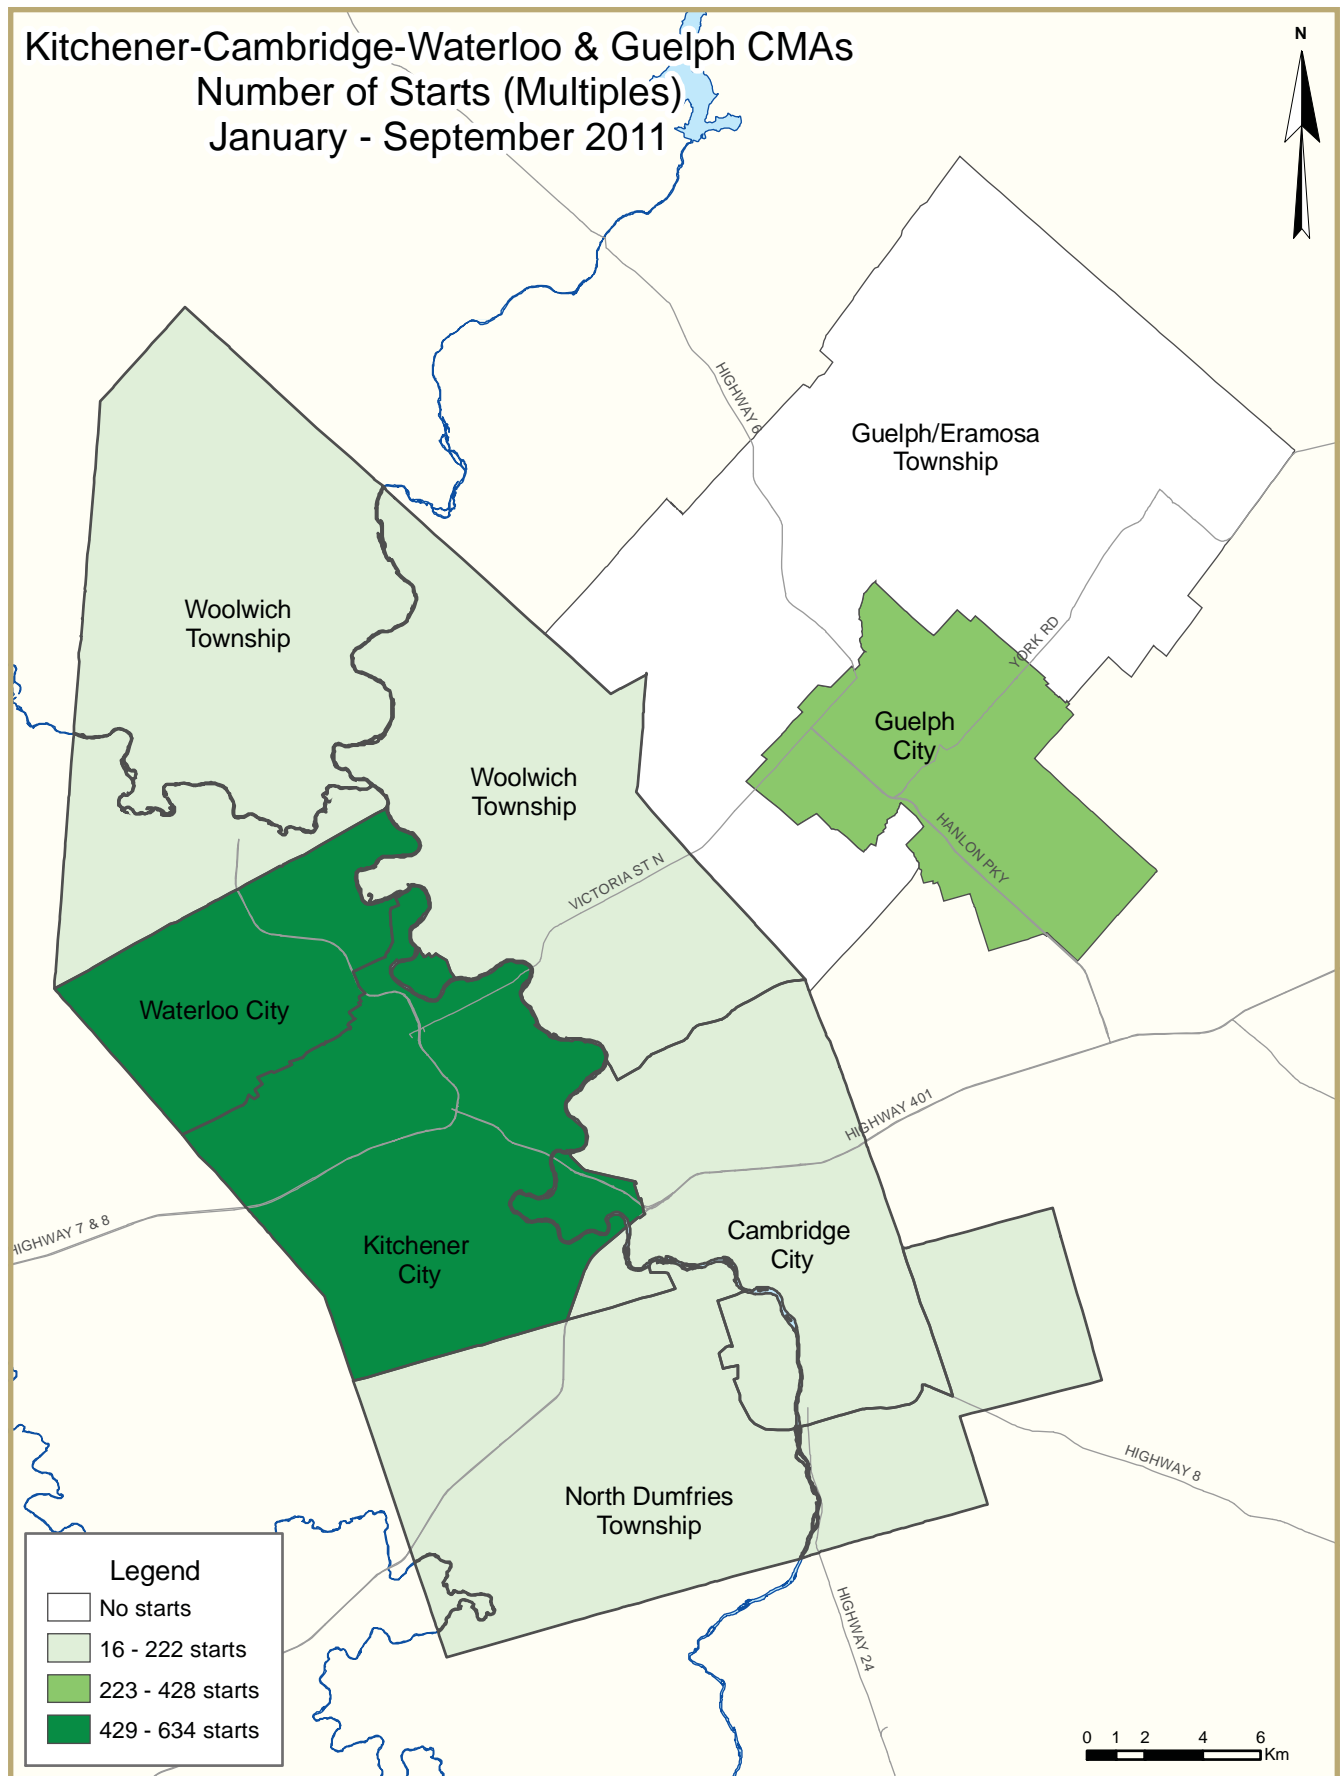 Kitchener-Cambridge-Waterloo & Guelph CMAs
Number of Starts (Multiples)
January - September 2011
N
HIGHWAY 6
Guelph/Eramosa
Township
Woolwich
Township
YORK RD
Guelph
City
Woolwich
Township
HANLON PKY
VICTORIA ST N
Waterloo City
HIGHWAY 401
HIGHWAY 7 & 8
Kitchener
City
Cambridge
City
HIGHWAY 8
North Dumfries
Township
HIGHWAY 24
Legend
No starts
16 - 222 starts
223 - 428 starts
429 - 634 starts
0 1 2 4 6
Km